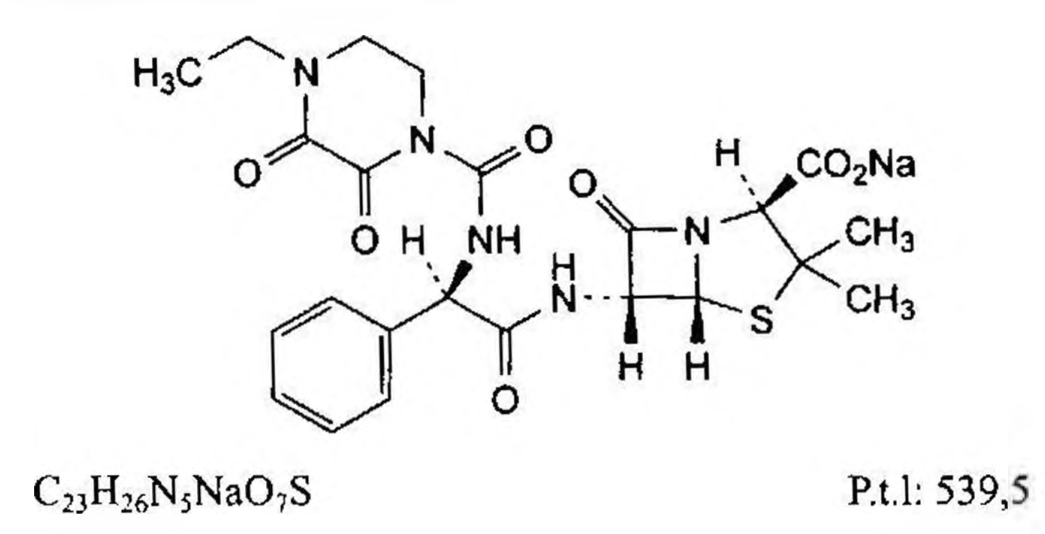 H₃C
N
N
O
O
O
H
NH
O
H
N
O
N
H
CO₂Na
CH₃
CH₃
S
H
H
C₂₃H₂₆N₅NaO₇S
P.t.l: 539,5